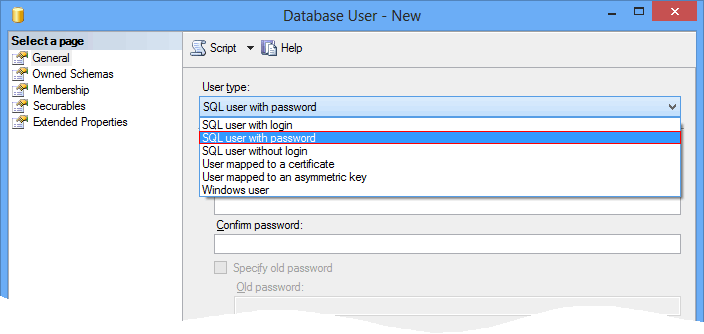 Database User - New
Select a page
General
Owned Schemas
Membership
Securables
Extended Properties
Script Help
User type:
SQL user with password
SQL user with login
SQL user with password
SQL user without login
User mapped to a certificate
User mapped to an asymmetric key
Windows user
Confirm password:
Specify old password
Old password: